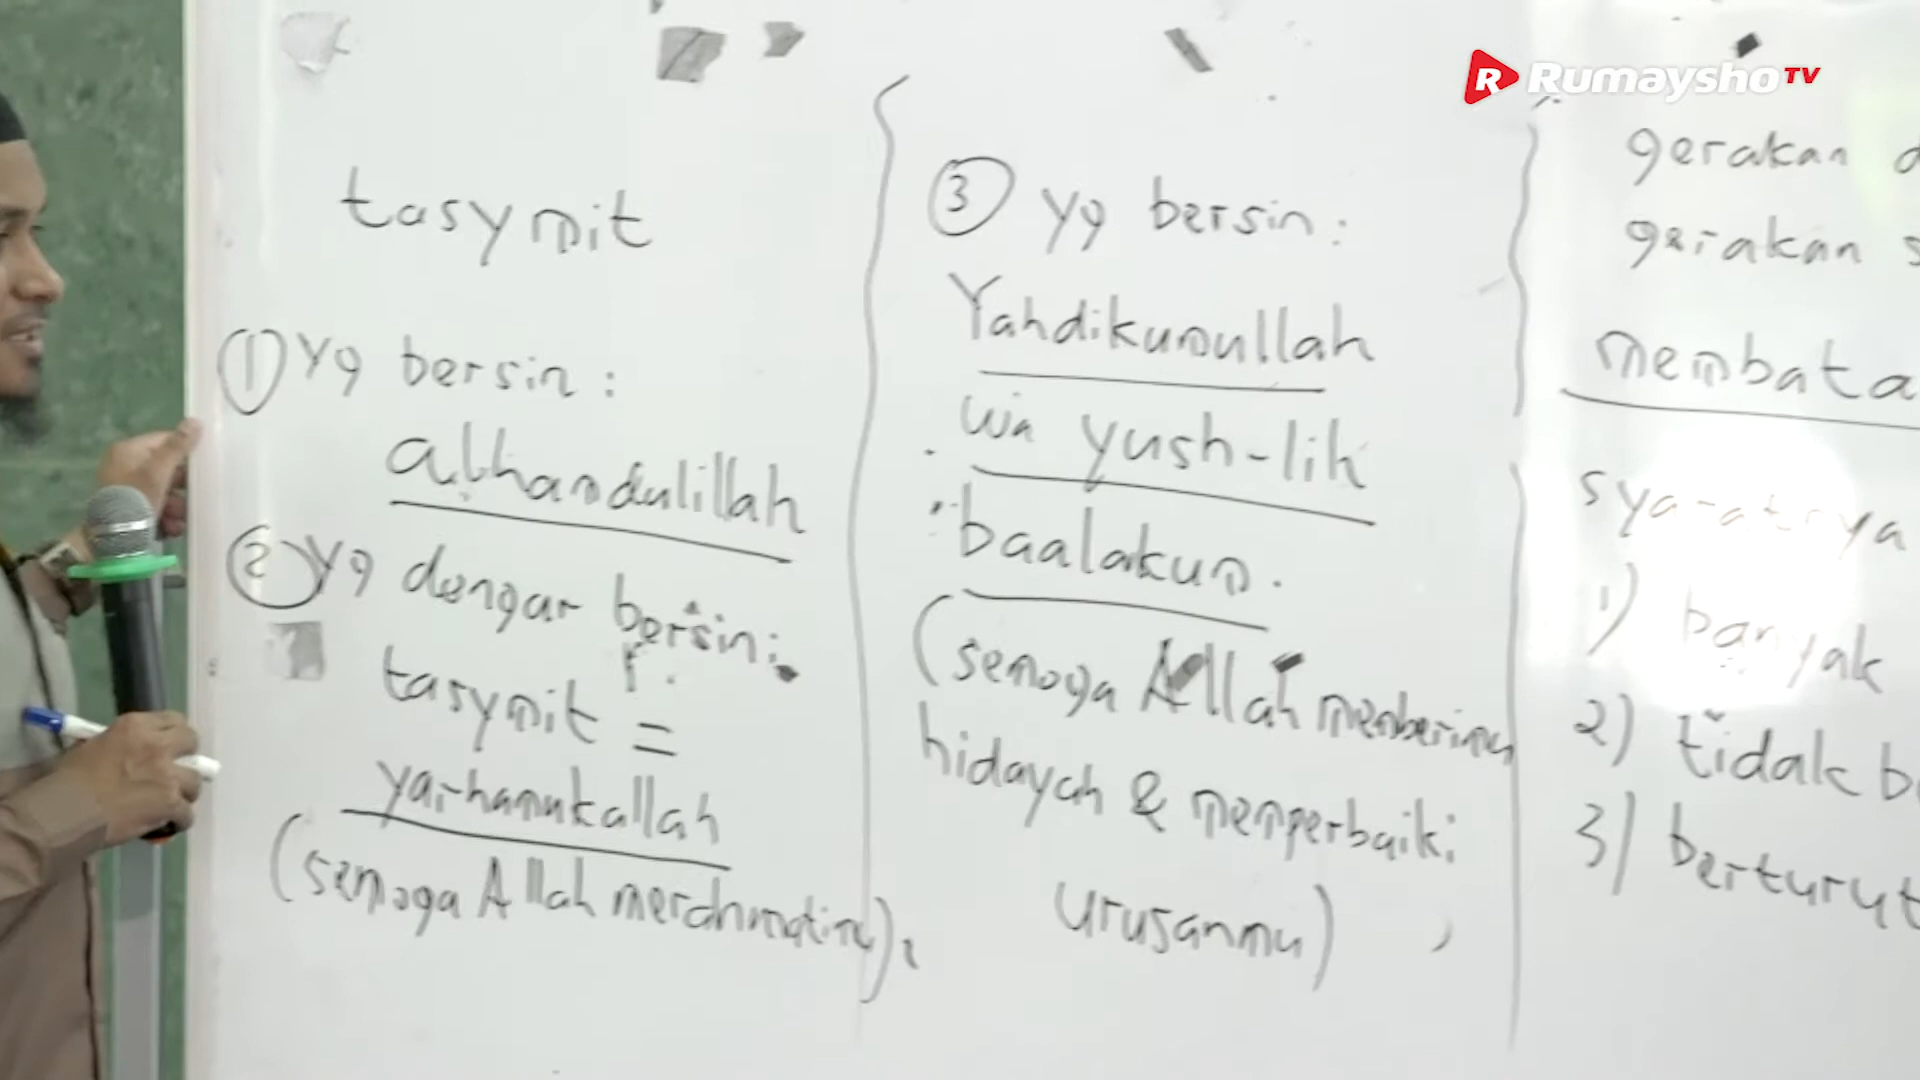 Rumaysho TV
tasymit
① yg bersin :
alhamdulillah
② yg dengar bersin :
tasymit =
yarhamukallah
(semoga Allah merahmatimu).
③ yg bersin :
Yahdikumullah
wa yush-lih
baalakum.
(semoga Allah memberimu
hidayah & memperbaiki
urusanmu)
gerakan
gerakan
membata
syaratnya
1) banyak
2) tidak b
3) berturut